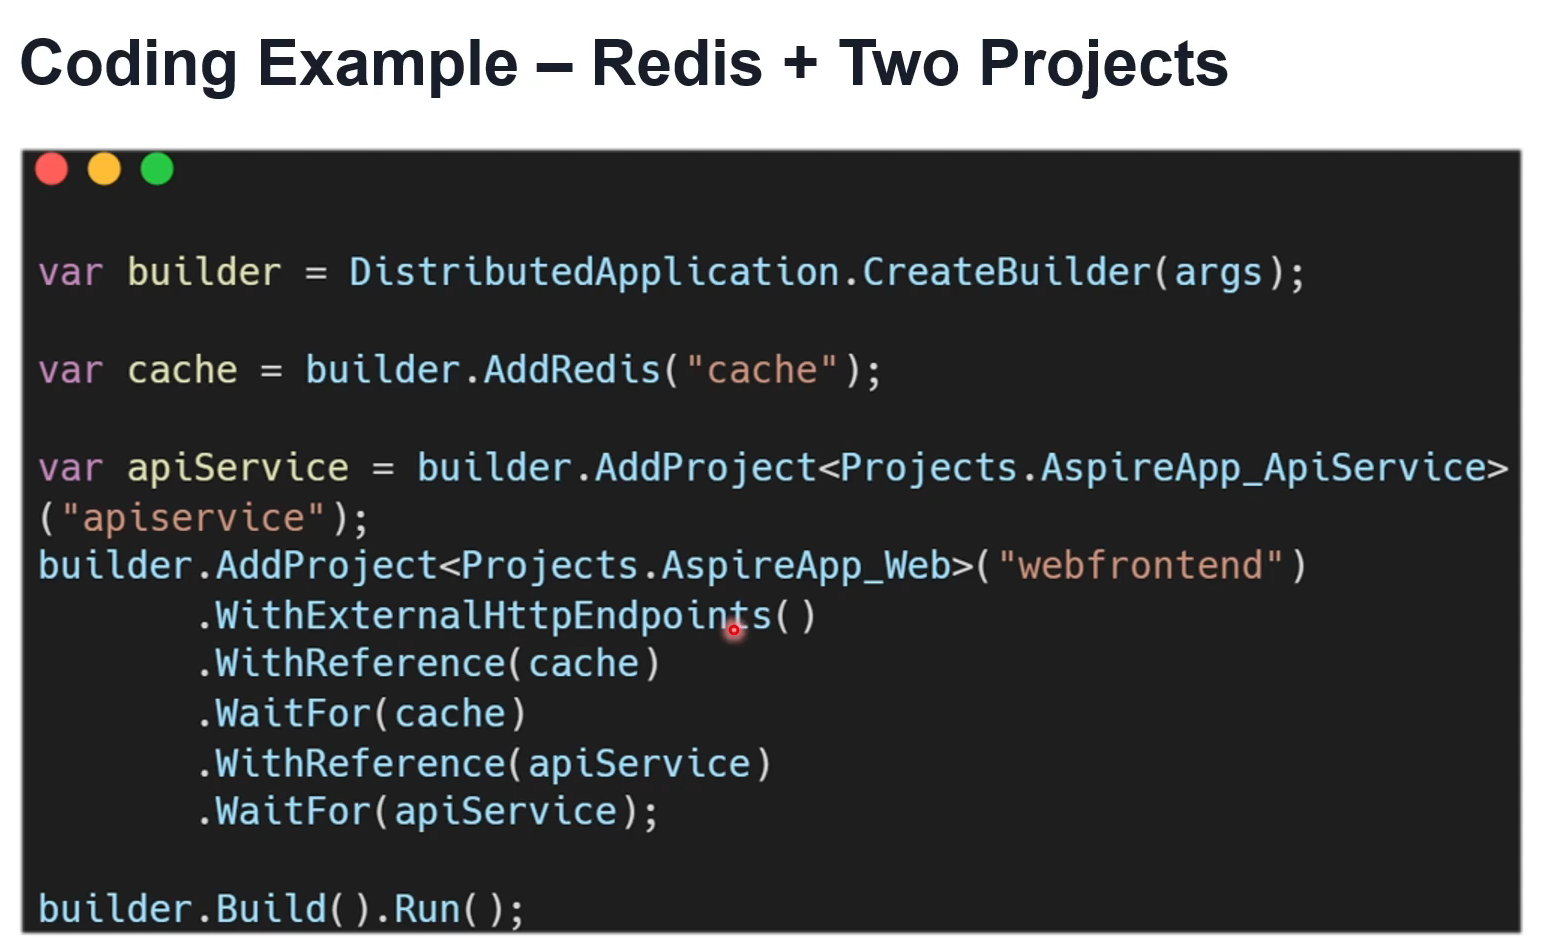 Coding Example – Redis + Two Projects
var builder = DistributedApplication.CreateBuilder(args);
var cache = builder.AddRedis("cache");
var apiService = builder.AddProject<Projects.AspireApp_ApiService>
("apiservice");
builder.AddProject<Projects.AspireApp_Web>("webfrontend")
.WithExternalHttpEndpoints()
.WithReference(cache)
.WaitFor(cache)
.WithReference(apiService)
.WaitFor(apiService);
builder.Build().Run();